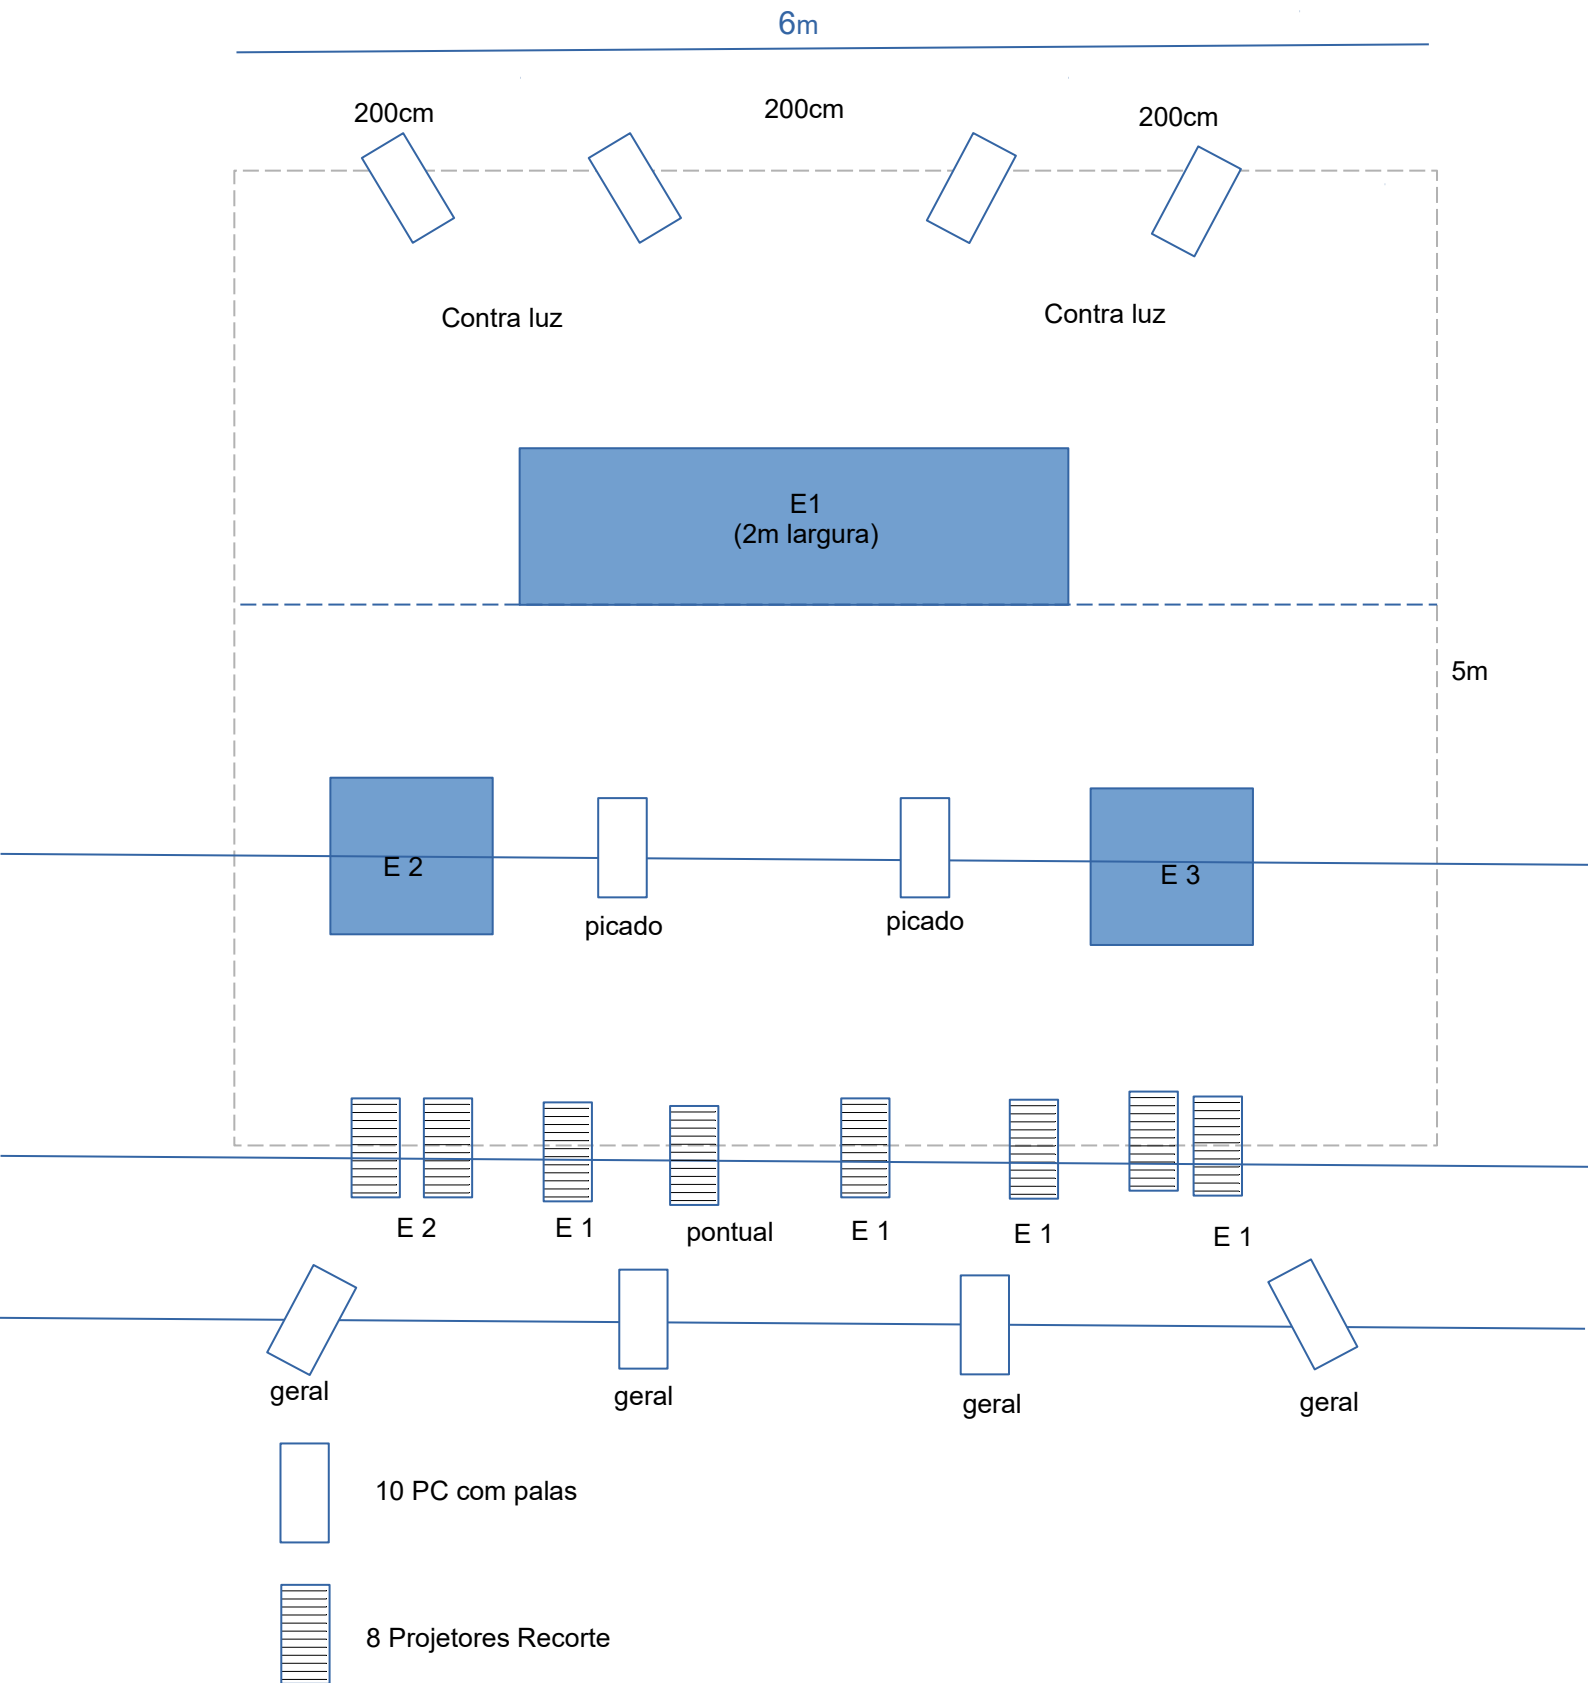 6m
200cm
200cm
200cm
Contra luz
Contra luz
E1
(2m largura)
5m
E 2
E 3
picado
picado
E 2
E 1
pontual
E 1
E 1
E 1
geral
geral
geral
geral
10 PC com palas
8 Projetores Recorte